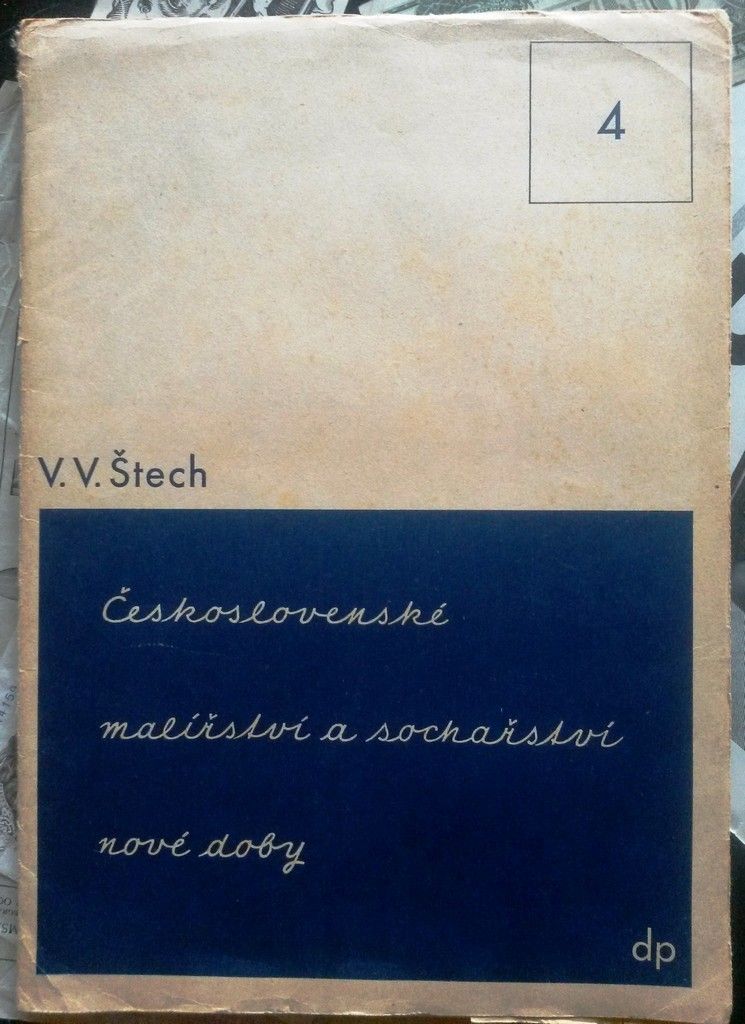 4
V. V. Štech
Československé
malířství a sochařství
nové doby
dp